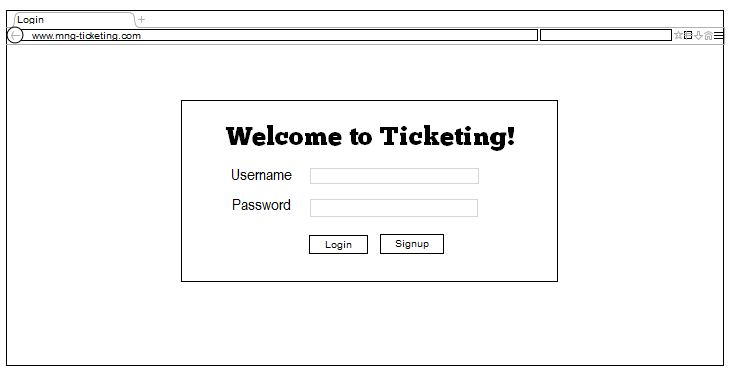 Login
www.mng-ticketing.com
Welcome to Ticketing!
Username
Password
Login Signup